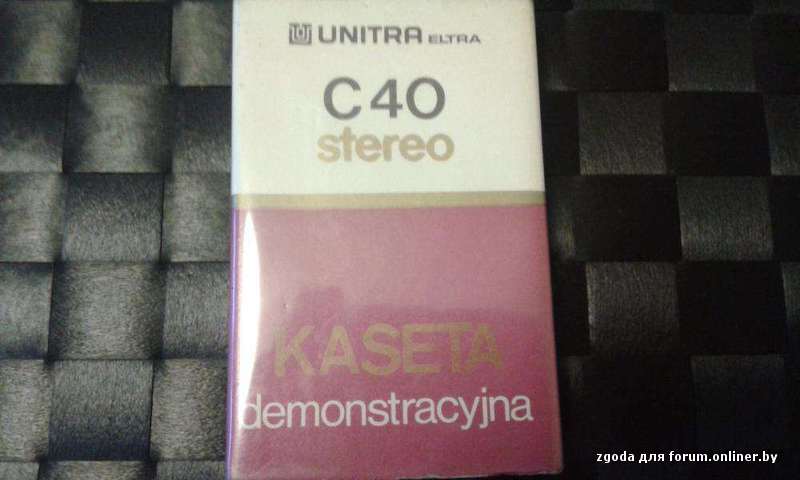 UNITRA ELTRA
C40
stereo
KASETA
demonstracyjna
zgoda для forum.onliner.by